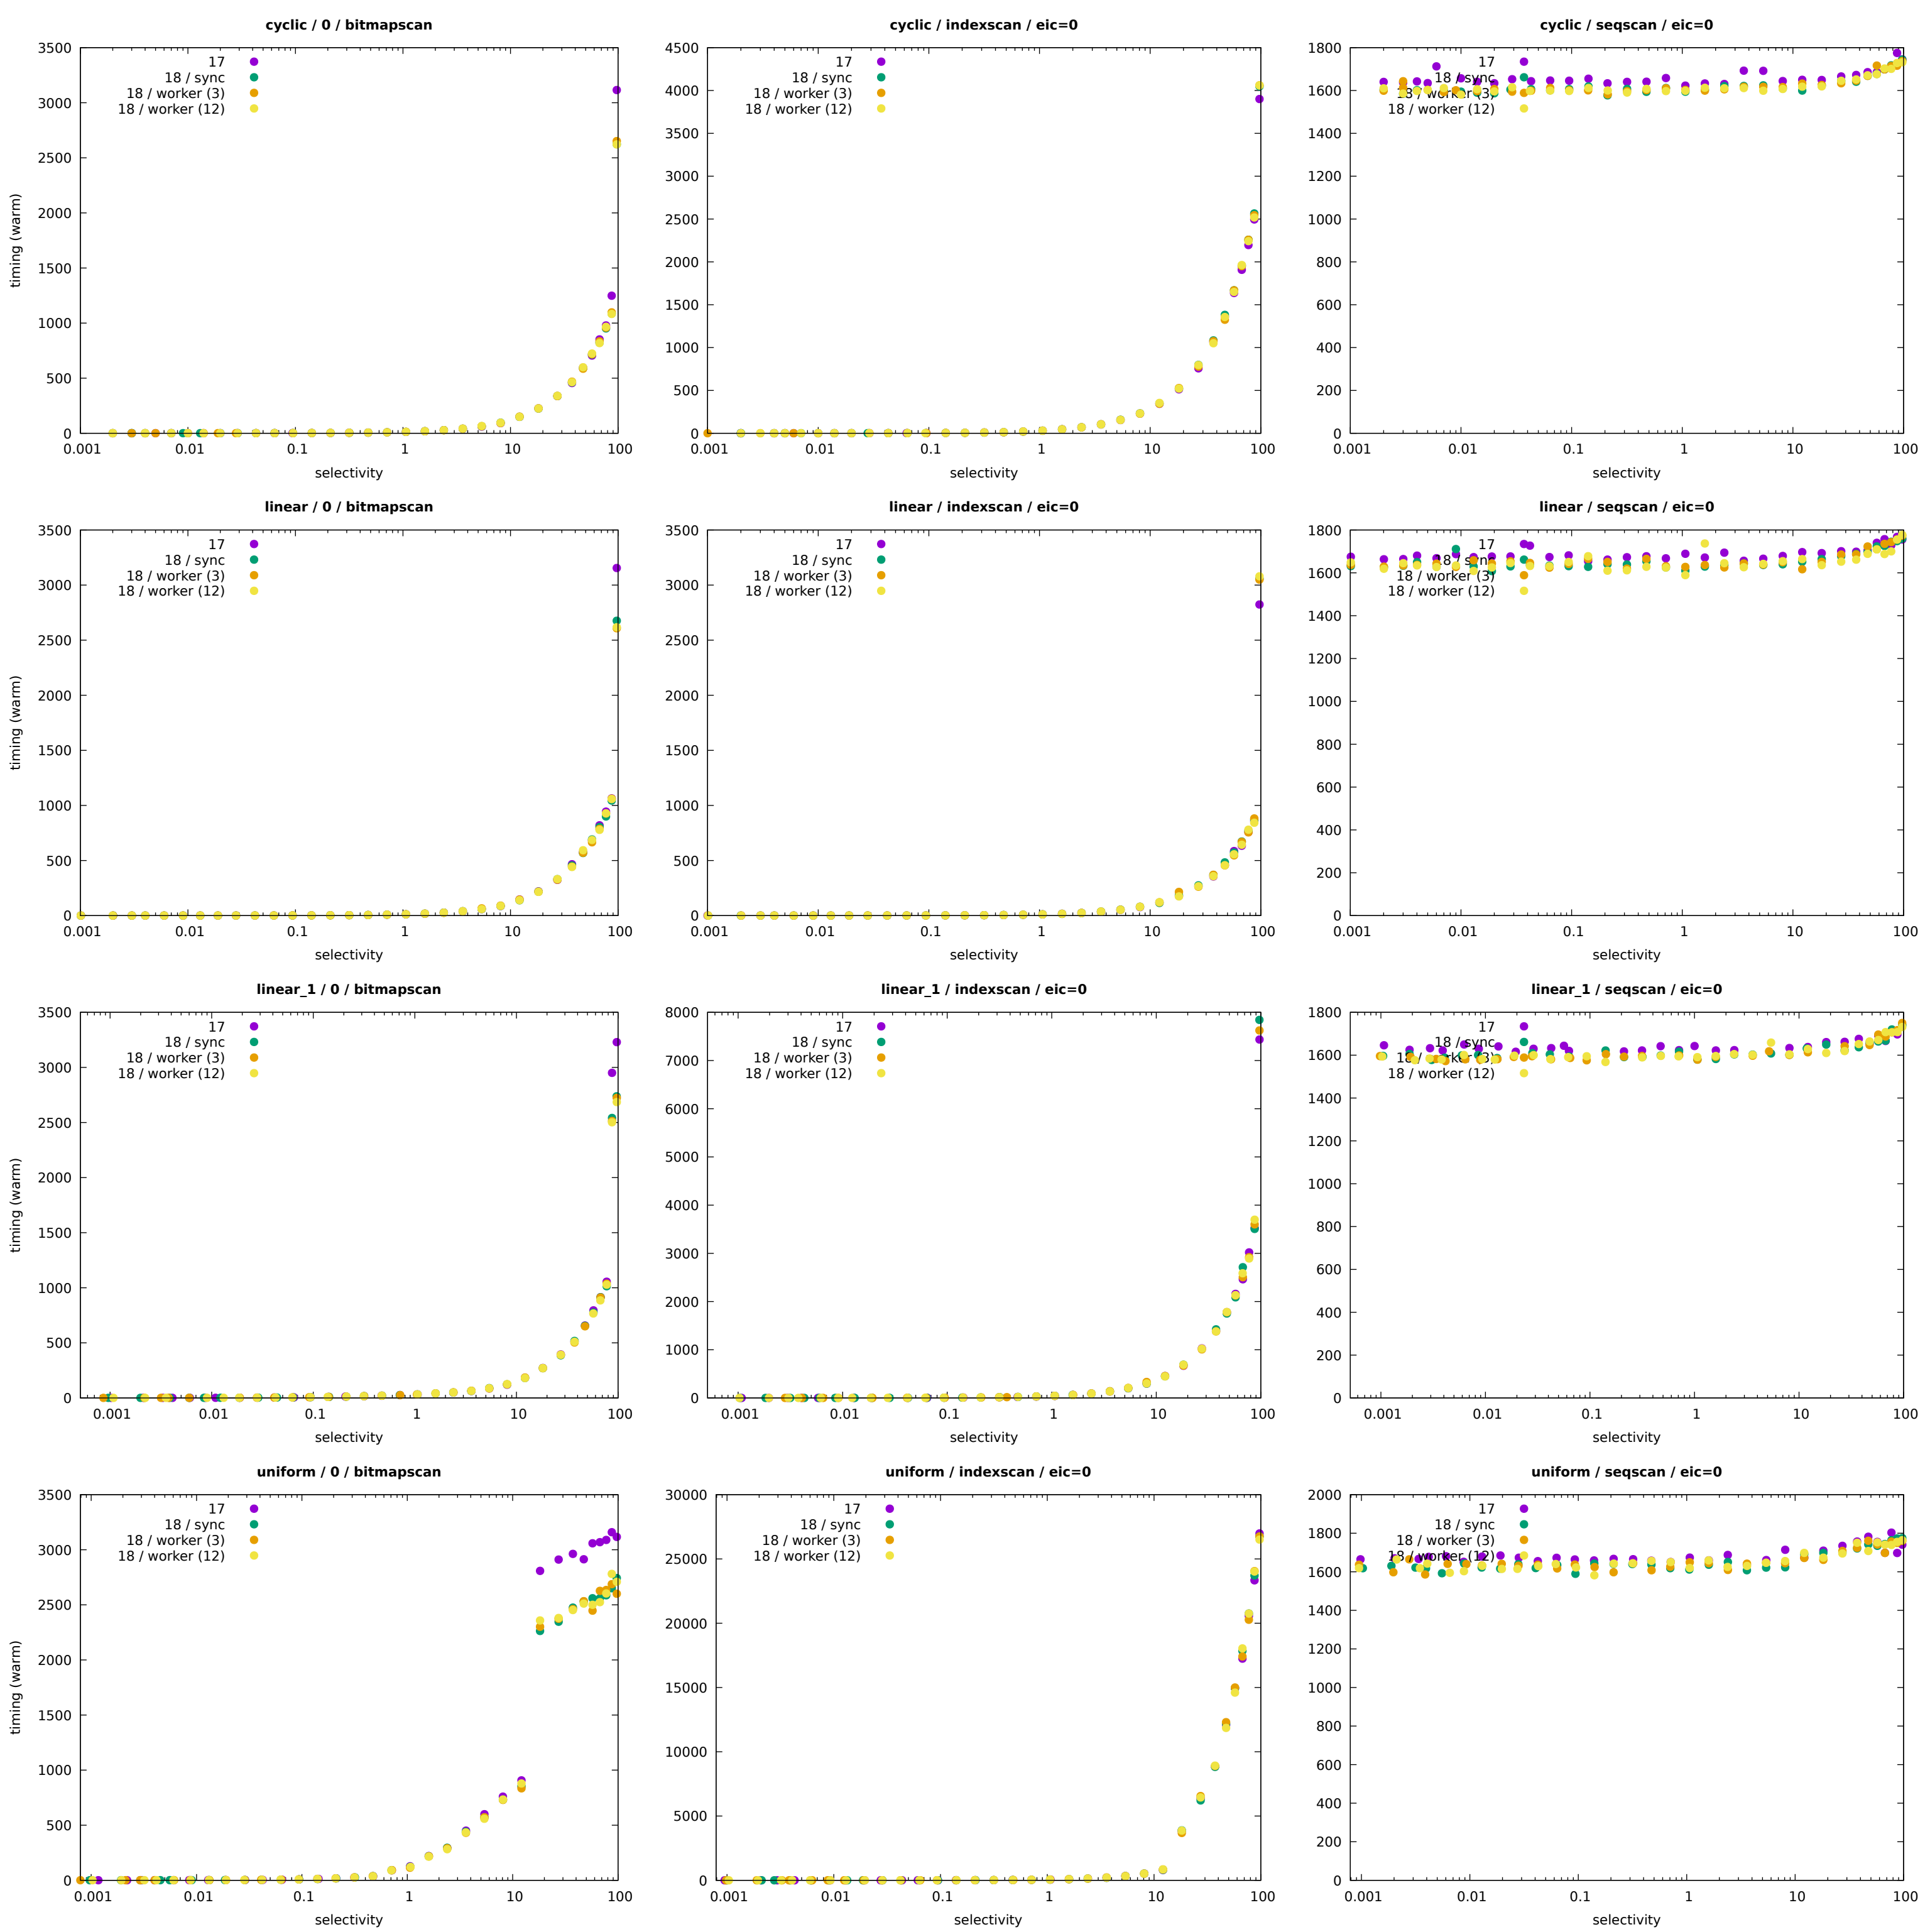 cyclic / 0 / bitmapscan
timing (warm)
3500
3000
2500
2000
1500
1000
500
0
17
18 / sync
18 / worker (3)
18 / worker (12)
0.001 0.01 0.1 1 10 100
selectivity
cyclic / indexscan / eic=0
4500
4000
3500
3000
2500
2000
1500
1000
500
0
17
18 / sync
18 / worker (3)
18 / worker (12)
0.001 0.01 0.1 1 10 100
selectivity
cyclic / seqscan / eic=0
1800
1600
1400
1200
1000
800
600
400
200
0
17
18 / sync
18 / worker (3)
18 / worker (12)
0.001 0.01 0.1 1 10 100
selectivity
linear / 0 / bitmapscan
timing (warm)
3500
3000
2500
2000
1500
1000
500
0
17
18 / sync
18 / worker (3)
18 / worker (12)
0.001 0.01 0.1 1 10 100
selectivity
linear / indexscan / eic=0
3500
3000
2500
2000
1500
1000
500
0
17
18 / sync
18 / worker (3)
18 / worker (12)
0.001 0.01 0.1 1 10 100
selectivity
linear / seqscan / eic=0
1800
1600
1400
1200
1000
800
600
400
200
0
17
18 / sync
18 / worker (3)
18 / worker (12)
0.001 0.01 0.1 1 10 100
selectivity
linear_1 / 0 / bitmapscan
timing (warm)
3500
3000
2500
2000
1500
1000
500
0
17
18 / sync
18 / worker (3)
18 / worker (12)
0.001 0.01 0.1 1 10 100
selectivity
linear_1 / indexscan / eic=0
8000
7000
6000
5000
4000
3000
2000
1000
0
17
18 / sync
18 / worker (3)
18 / worker (12)
0.001 0.01 0.1 1 10 100
selectivity
linear_1 / seqscan / eic=0
1800
1600
1400
1200
1000
800
600
400
200
0
17
18 / sync
18 / worker (3)
18 / worker (12)
0.001 0.01 0.1 1 10 100
selectivity
uniform / 0 / bitmapscan
timing (warm)
3500
3000
2500
2000
1500
1000
500
0
17
18 / sync
18 / worker (3)
18 / worker (12)
0.001 0.01 0.1 1 10 100
selectivity
uniform / indexscan / eic=0
30000
25000
20000
15000
10000
5000
0
17
18 / sync
18 / worker (3)
18 / worker (12)
0.001 0.01 0.1 1 10 100
selectivity
uniform / seqscan / eic=0
2000
1800
1600
1400
1200
1000
800
600
400
200
0
17
18 / sync
18 / worker (3)
18 / worker (12)
0.001 0.01 0.1 1 10 100
selectivity